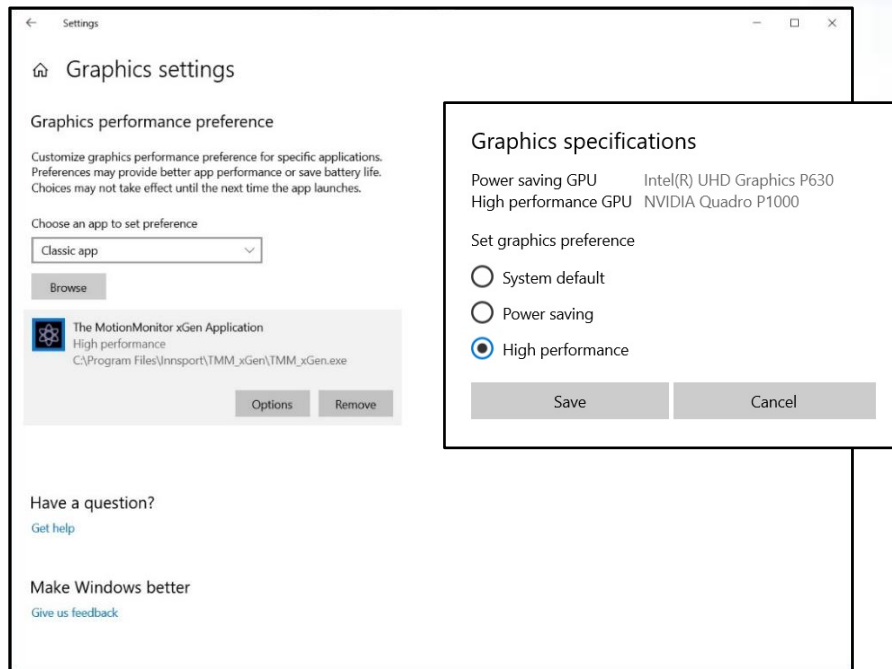 Settings
Graphics settings
Graphics performance preference
Customize graphics performance preference for specific applications.
Preferences may provide better app performance or save battery life.
Choices may not take effect until the next time the app launches.
Choose an app to set preference
Classic app
Browse
The MotionMonitor xGen Application
High performance
C:\Program Files\Innsport\TMM_xGen\TMM_xGen.exe
Options Remove
Have a question?
Get help
Make Windows better
Give us feedback
Graphics specifications
Power saving GPU Intel(R) UHD Graphics P630
High performance GPU NVIDIA Quadro P1000
Set graphics preference
System default
Power saving
High performance
Save Cancel